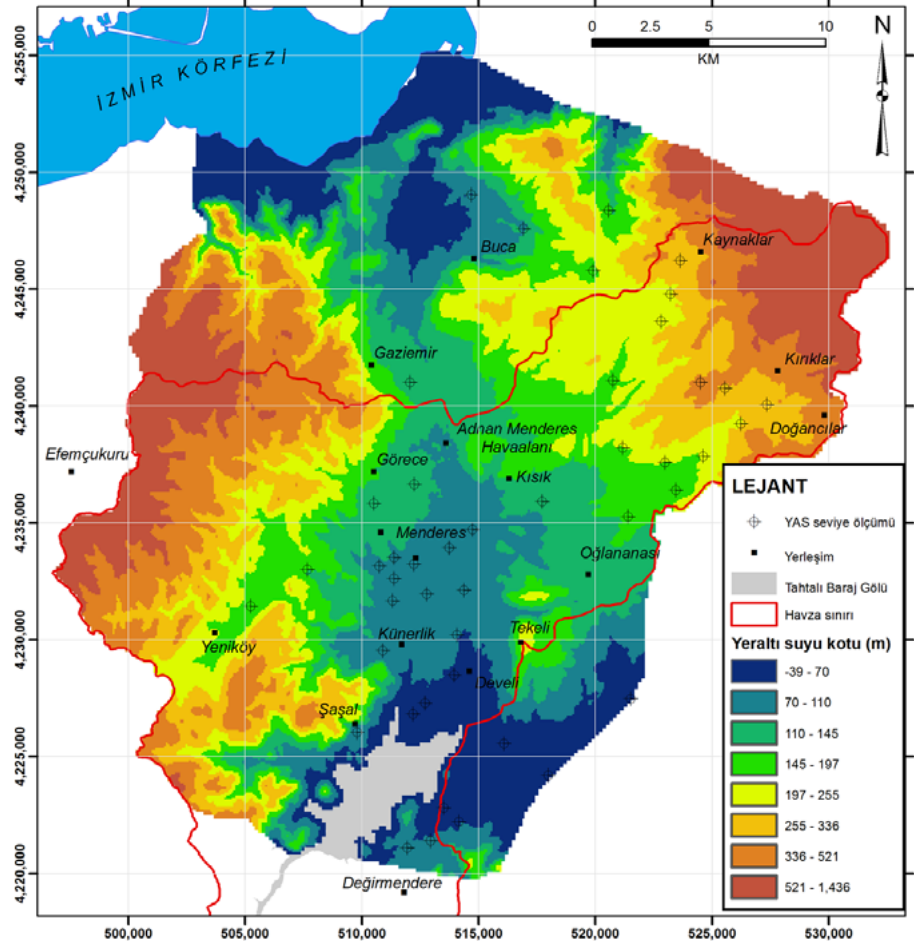 0 2.5 5 10
KM
N
İZMİR KÖRFEZİ
4,255,000
4,250,000
4,245,000
4,240,000
4,235,000
4,230,000
4,225,000
4,220,000
Buca
Kaynaklar
Gaziemir
Kırıklar
Adnan Menderes
Havaalanı
Doğancılar
Efemçukuru
Görece
Kısık
Menderes
Oğlananası
Künerlik
Tekeli
Yeniköy
Develi
Şaşal
Değirmendere
LEJANT
YAS seviye ölçümü
Yerleşim
Tahtalı Baraj Gölü
Havza sınırı
Yeraltı suyu kotu (m)
-39 - 70
70 - 110
110 - 145
145 - 197
197 - 255
255 - 336
336 - 521
521 - 1,436
500,000 505,000 510,000 515,000 520,000 525,000 530,000